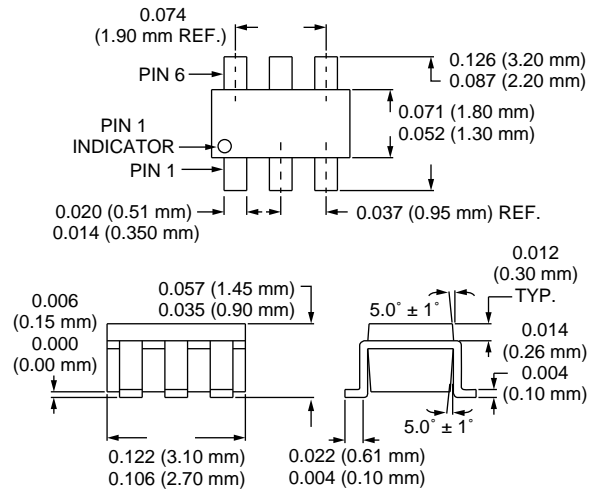 0.074
(1.90 mm REF.)
PIN 6
0.126 (3.20 mm)
0.087 (2.20 mm)
0.071 (1.80 mm)
0.052 (1.30 mm)
PIN 1
INDICATOR
PIN 1
0.020 (0.51 mm)
0.014 (0.350 mm)
0.037 (0.95 mm) REF.
0.006
(0.15 mm)
0.000
(0.00 mm)
0.057 (1.45 mm)
0.035 (0.90 mm)
5.0° ± 1°
0.012
(0.30 mm)
TYP.
0.014
(0.26 mm)
0.004
(0.10 mm)
5.0° ± 1°
0.122 (3.10 mm)
0.106 (2.70 mm)
0.022 (0.61 mm)
0.004 (0.10 mm)